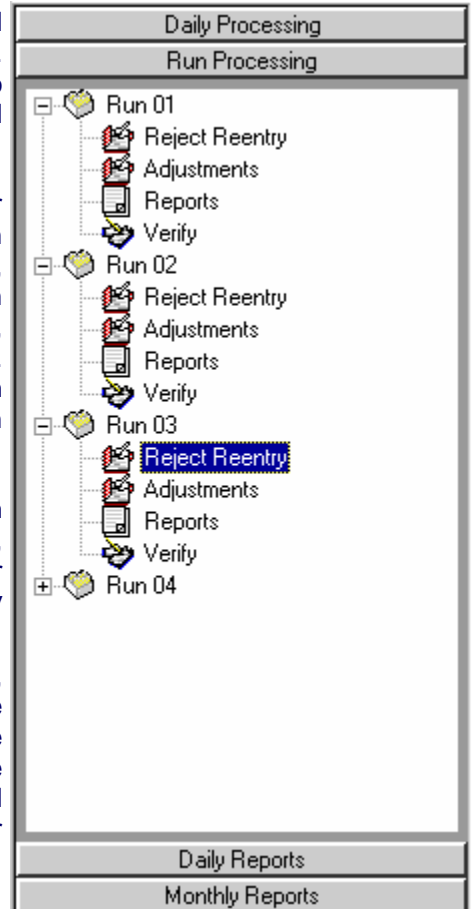 Daily Processing
Run Processing
Run 01
Reject Reentry
Adjustments
Reports
Verify
Run 02
Reject Reentry
Adjustments
Reports
Verify
Run 03
Reject Reentry
Adjustments
Reports
Verify
Run 04
Daily Reports
Monthly Reports